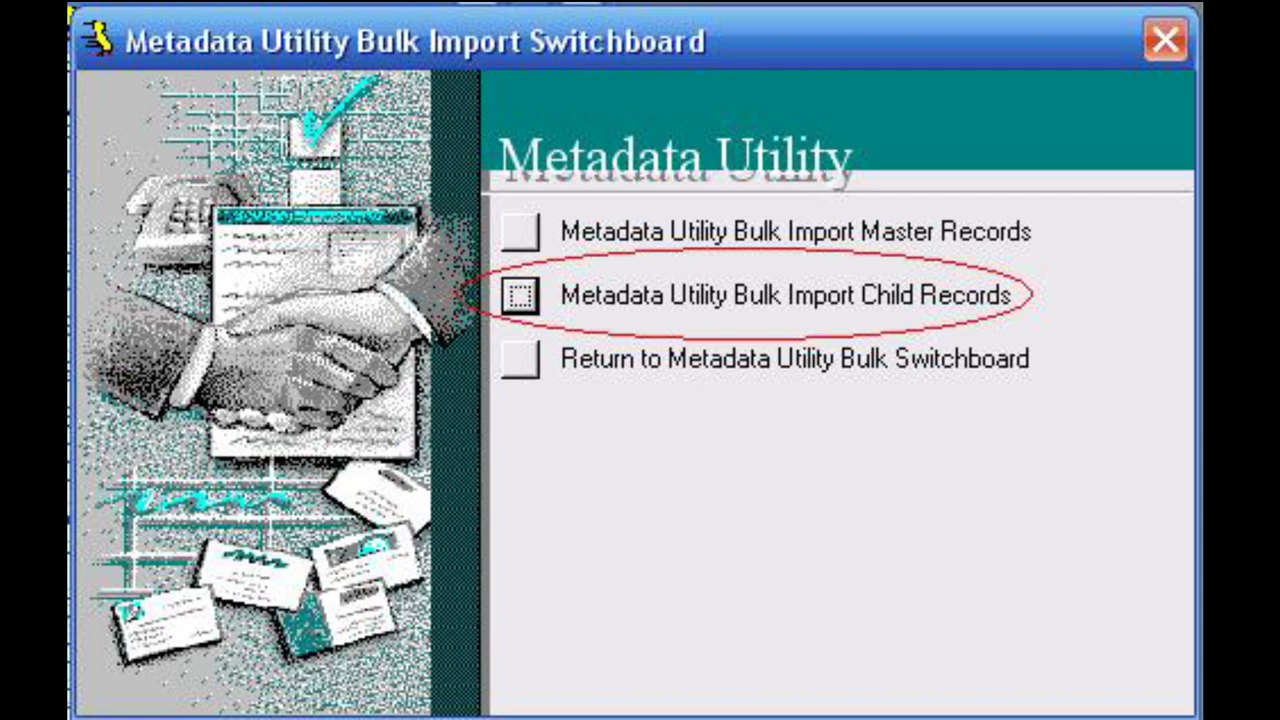 Metadata Utility Bulk Import Switchboard
Metadata Utility
Metadata Utility Bulk Import Master Records
Metadata Utility Bulk Import Child Records
Return to Metadata Utility Bulk Switchboard